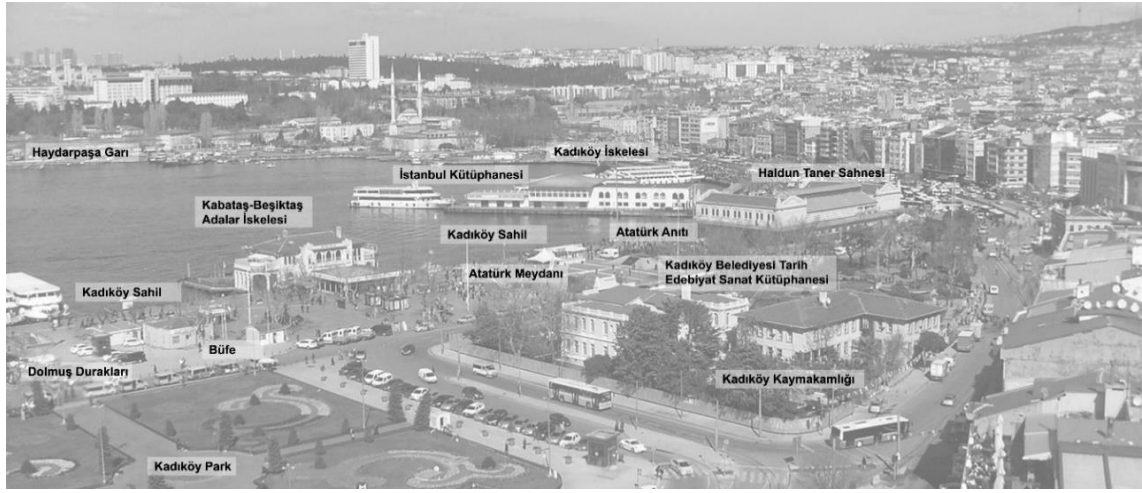 Haydarpaşa Garı
Kadıköy İskelesi
İstanbul Kütüphanesi
Haldun Taner Sahnesi
Kabataş-Beşiktaş
Adalar İskelesi
Kadıköy Sahil
Atatürk Anıtı
Atatürk Meydanı
Kadıköy Belediyesi Tarih
Edebiyat Sanat Kütüphanesi
Kadıköy Sahil
Büfe
Dolmuş Durakları
Kadıköy Kaymakamlığı
Kadıköy Park